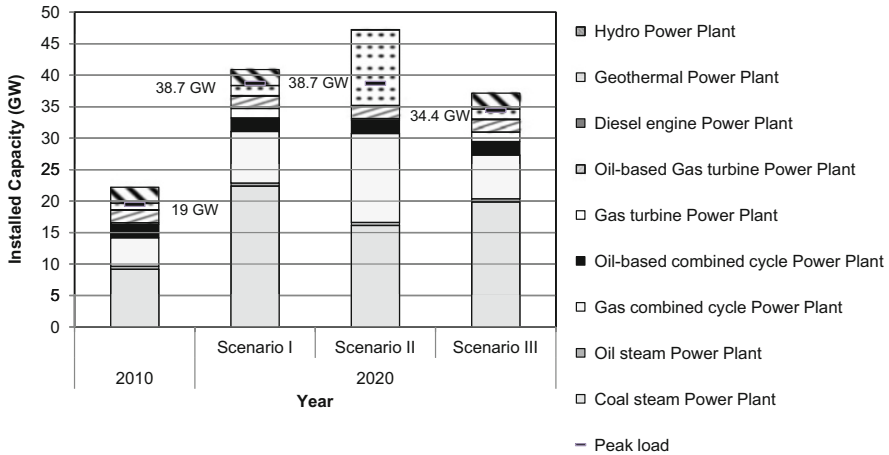 50
45
40
35
30
25
20
15
10
5
0
Installed Capacity (GW)
38.7 GW
38.7 GW
34.4 GW
19 GW
Scenario I
Scenario II
Scenario III
2010
2020
Year
Hydro Power Plant
Geothermal Power Plant
Diesel engine Power Plant
Oil-based Gas turbine Power Plant
Gas turbine Power Plant
Oil-based combined cycle Power Plant
Gas combined cycle Power Plant
Oil steam Power Plant
Coal steam Power Plant
Peak load